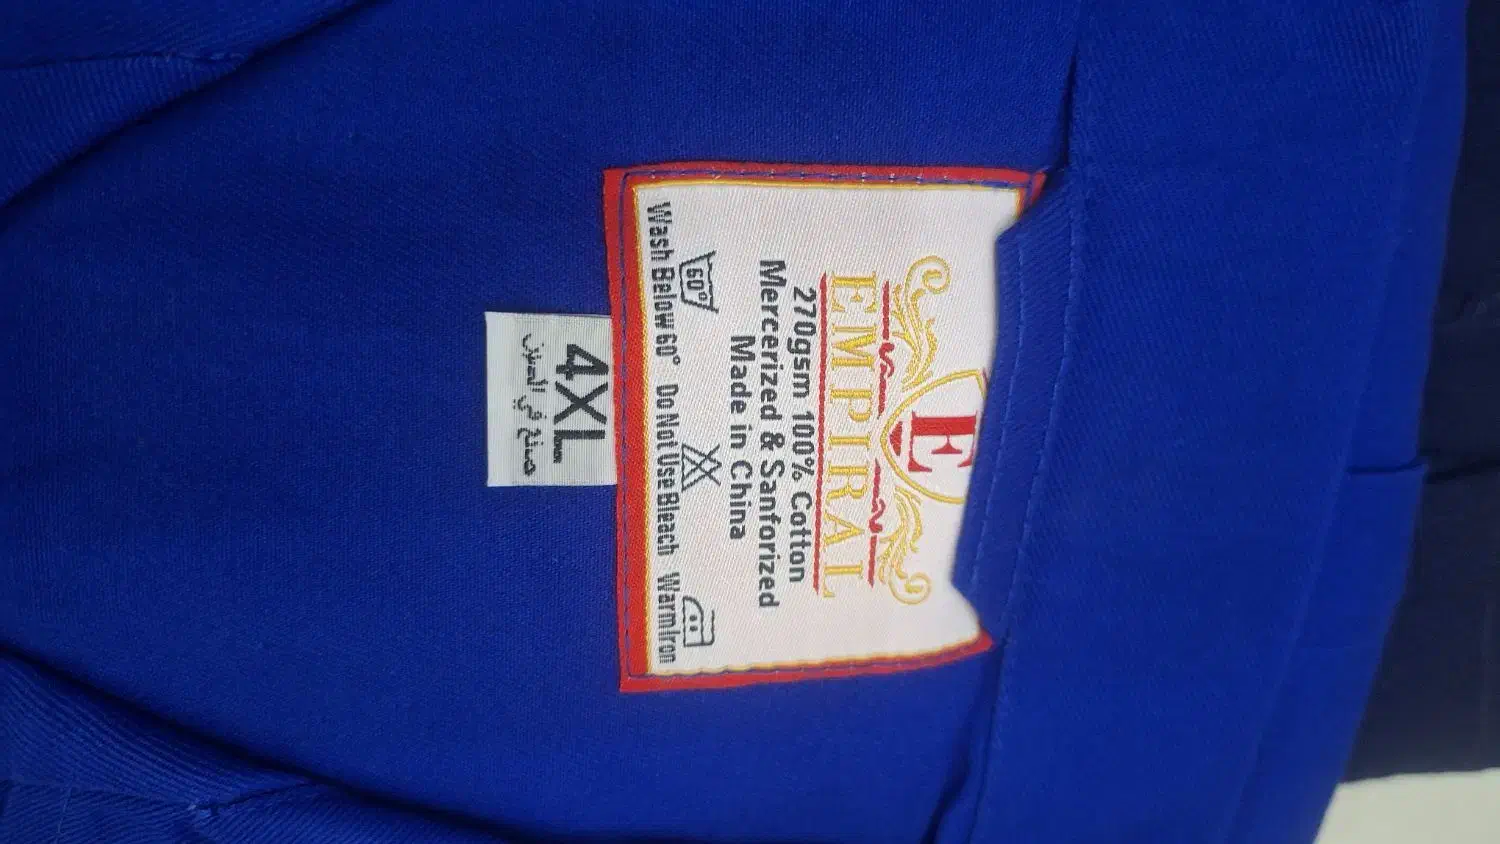 E
EMPIRAL
270gsm 100% Cotton
Mercerized & Sanforized
Made in China
60°
Wash Below 60° Do Not Use Bleach Warm Iron
4XL
صنع في الصين